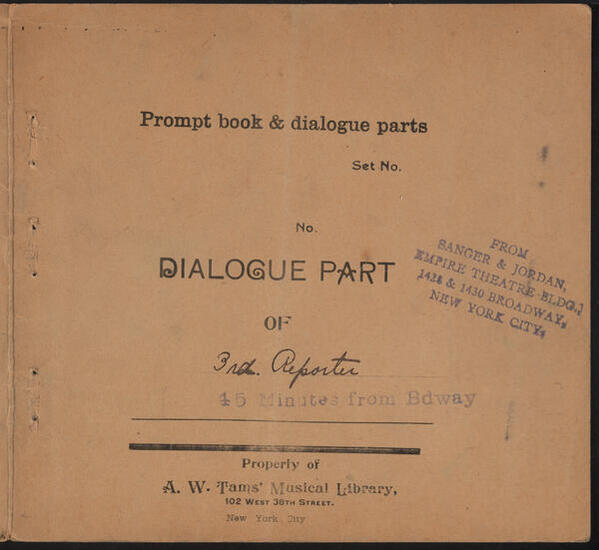 Prompt book & dialogue parts
Set No.
No.
DIALOGUE PART
OF
3rd. Reporter
45 Minutes from Bdway
FROM
SANGER & JORDAN,
EMPIRE THEATRE BLDG.,
1428 & 1430 BROADWAY,
NEW YORK CITY,
Property of
A. W. Tams' Musical Library,
102 WEST 38TH STREET.
New York City